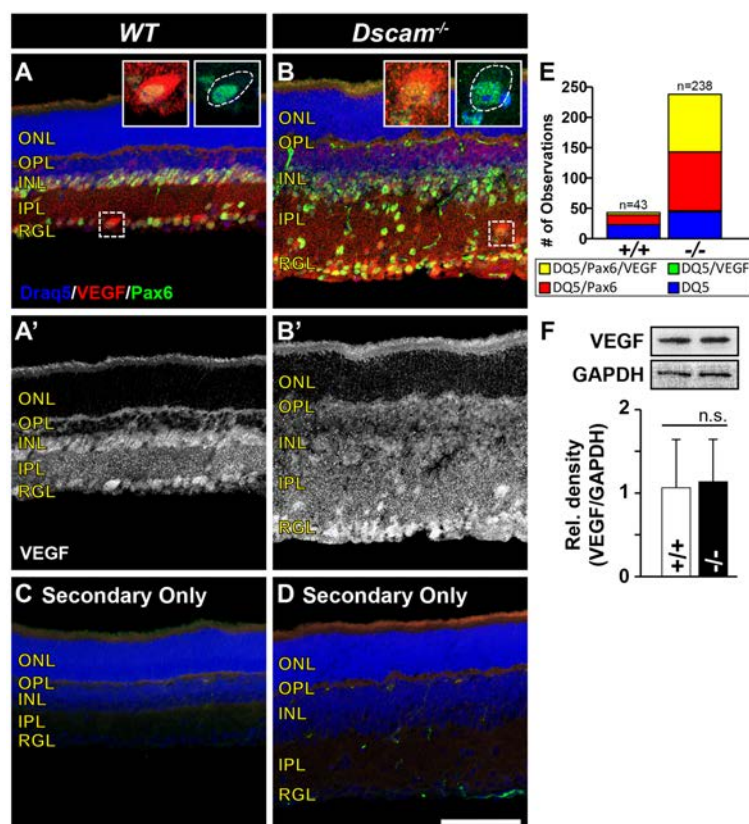 WT
Dscam-/-
A
ONL
OPL
INL
IPL
RGL
Draq5/VEGF/Pax6
B
ONL
OPL
INL
IPL
RGL
A'
ONL
OPL
INL
IPL
RGL
VEGF
B'
ONL
OPL
INL
IPL
RGL
C Secondary Only
ONL
OPL
INL
IPL
RGL
D Secondary Only
ONL
OPL
INL
IPL
RGL
E
# of Observations
250
200
150
100
50
0
n=43
n=238
+/+
-/-
DQ5/Pax6/VEGF
DQ5/VEGF
DQ5/Pax6
DQ5
F
VEGF
GAPDH
Rel. density
(VEGF/GAPDH)
2
1
0
n.s.
+/+
-/-